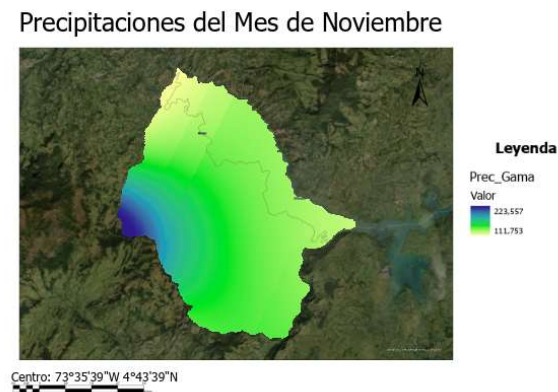 Precipitaciones del Mes de Noviembre
Leyenda
Prec_Gama
Valor
223,557
111,753
Centro: 73°35'39"W 4°43'39"N